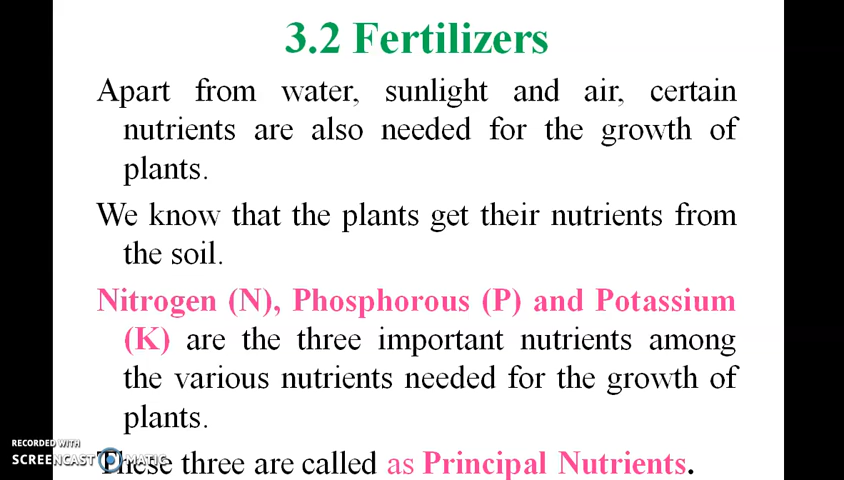 3.2 Fertilizers
Apart from water, sunlight and air, certain
nutrients are also needed for the growth of
plants.
We know that the plants get their nutrients from
the soil.
Nitrogen (N), Phosphorous (P) and Potassium
(K) are the three important nutrients among
the various nutrients needed for the growth of
plants.
RECORDED WITH
SCREENCAST MATIC
These three are called as Principal Nutrients.